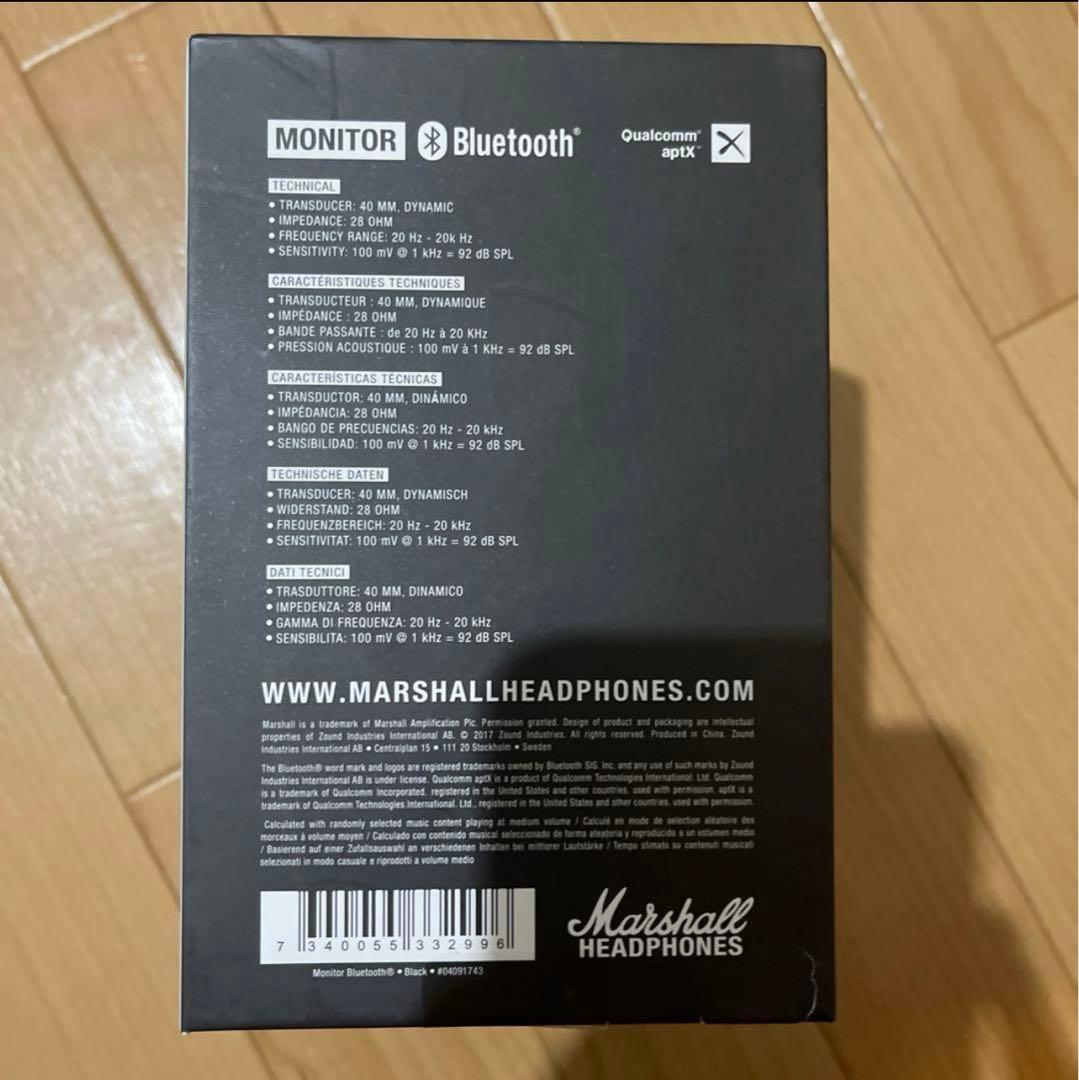 MONITOR Bluetooth® Qualcomm® aptX™
TECHNICAL
• TRANSDUCER: 40 MM, DYNAMIC
• IMPEDANCE: 28 OHM
• FREQUENCY RANGE: 20 Hz - 20k Hz
• SENSITIVITY: 100 mV @ 1 kHz = 92 dB SPL
CARACTÉRISTIQUES TECHNIQUES
• TRANSDUCTEUR : 40 MM, DYNAMIQUE
• IMPÉDANCE : 28 OHM
• BANDE PASSANTE : de 20 Hz à 20 KHz
• PRESSION ACOUSTIQUE : 100 mV à 1 KHz = 92 dB SPL
CARACTERÍSTICAS TÉCNICAS
• TRANSDUCTOR: 40 MM, DINÁMICO
• IMPÉDANCIA: 28 OHM
• BANGO DE PRECUENCIAS: 20 Hz - 20 kHz
• SENSIBILIDAD: 100 mV @ 1 kHz = 92 dB SPL
TECHNISCHE DATEN
• TRANSDUCER: 40 MM, DYNAMISCH
• WIDERSTAND: 28 OHM
• FREQUENZBEREICH: 20 Hz - 20 kHz
• SENSITIVITAT: 100 mV @ 1 kHz = 92 dB SPL
DATI TECNICI
• TRASDUTTORE: 40 MM, DINAMICO
• IMPEDENZA: 28 OHM
• GAMMA DI FREQUENZA: 20 Hz - 20 kHz
• SENSIBILITA: 100 mV @ 1 kHz = 92 dB SPL
WWW.MARSHALLHEADPHONES.COM
Marshall is a trademark of Marshall Amplification Plc. Permission granted. Design of product and packaging are intellectual
properties of Zound Industries International AB. © 2017 Zound Industries. All rights reserved. Produced in China. Zound
Industries International AB • Centralplan 15 • 111 20 Stockholm • Sweden
The Bluetooth® word mark and logos are registered trademarks owned by Bluetooth SIG. Inc. and any use of such marks by Zound
Industries International AB is under license. Qualcomm aptX is a product of Qualcomm Technologies International. Ltd. Qualcomm
is a trademark of Qualcomm Incorporated. registered in the United States and other countries. used with permission. aptX is a
trademark of Qualcomm Technologies International. Ltd., registered in the United States and other countries. used with permission.
Calculated with randomly selected music content playing at medium volume / Calculé en mode de sélection aléatoire des
morceaux à volume moyen / Calculado con contenido musical seleccionado de forma ateatoria y reproducido a un volumen medio
/ Basierend auf einer Zufallsauswahl an verschiedenen Inhalten bei mittlerer Lautstärke / Tempo stimato su contenuti musicati
selezionati in modo casuale e riprodotti a volume medio
7 340055 332996
Marshall
HEADPHONES
Monitor Bluetooth® • Black • #04091743